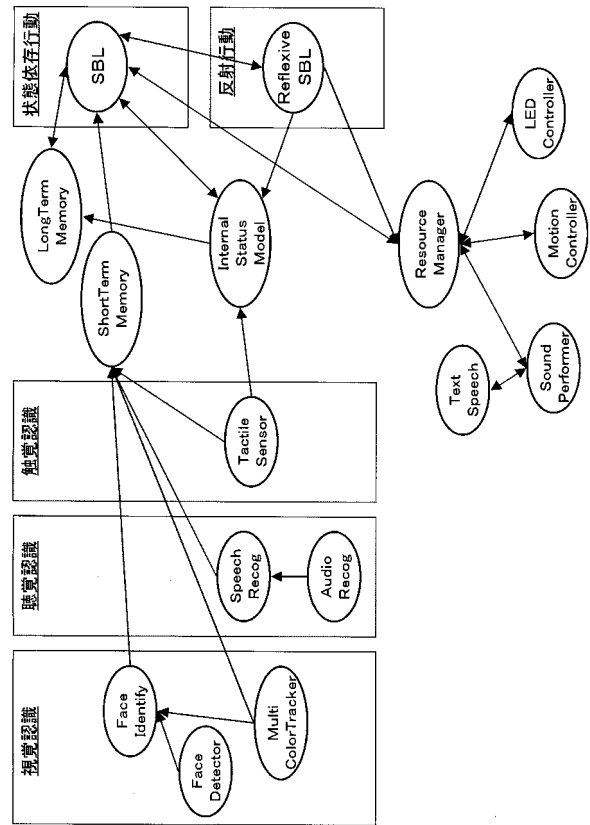 視覚認識
Face
Identify
Face
Detector
Multi
ColorTracker
聴覚認識
Speech
Recog
Audio
Recog
触覚認識
Tactile
Sensor
ShortTerm
Memory
LongTerm
Memory
Internal
Status
Model
状態依存行動
SBL
反射行動
Reflexive
SBL
Resource
Manager
Text
Speech
Sound
Performer
Motion
Controller
LED
Controller